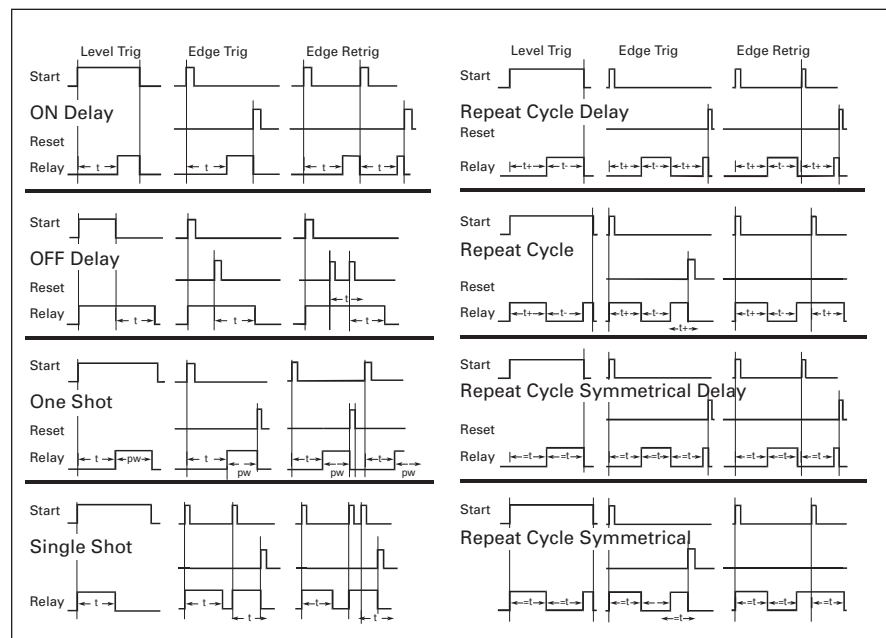 Level Trig Edge Trig Edge Retrig
Start
ON Delay
Reset
Relay t t t t
Start
OFF Delay
Reset
t
Relay t t t
Start
One Shot
Reset
Relay t pw t t t
pw pw pw
Start
Single Shot
Relay t t t
t t
Level Trig Edge Trig Edge Retrig
Start
Repeat Cycle Delay
Reset
Relay t+ t- t+ t- t+ t+ t- t+
Start
Repeat Cycle
Reset
Relay t+ t- t+ t- t+ t- t+
t+
Start
Repeat Cycle Symmetrical Delay
Reset
Relay =t =t =t =t =t =t =t =t
Start
Repeat Cycle Symmetrical
Relay =t =t =t =t =t =t =t
=t